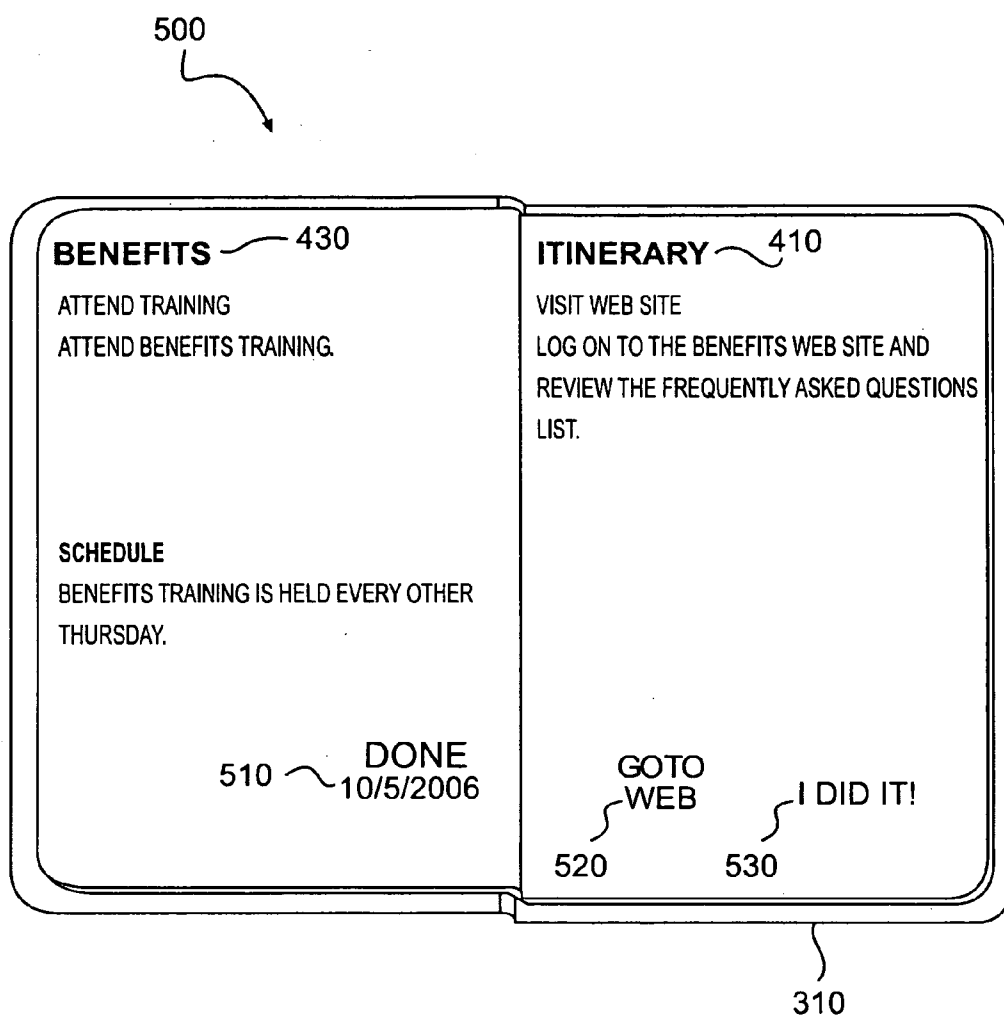 500
BENEFITS 430
ATTEND TRAINING
ATTEND BENEFITS TRAINING.
SCHEDULE
BENEFITS TRAINING IS HELD EVERY OTHER
THURSDAY.
DONE
510 10/5/2006
ITINERARY 410
VISIT WEB SITE
LOG ON TO THE BENEFITS WEB SITE AND
REVIEW THE FREQUENTLY ASKED QUESTIONS
LIST.
GOTO
WEB
I DID IT!
520
530
310